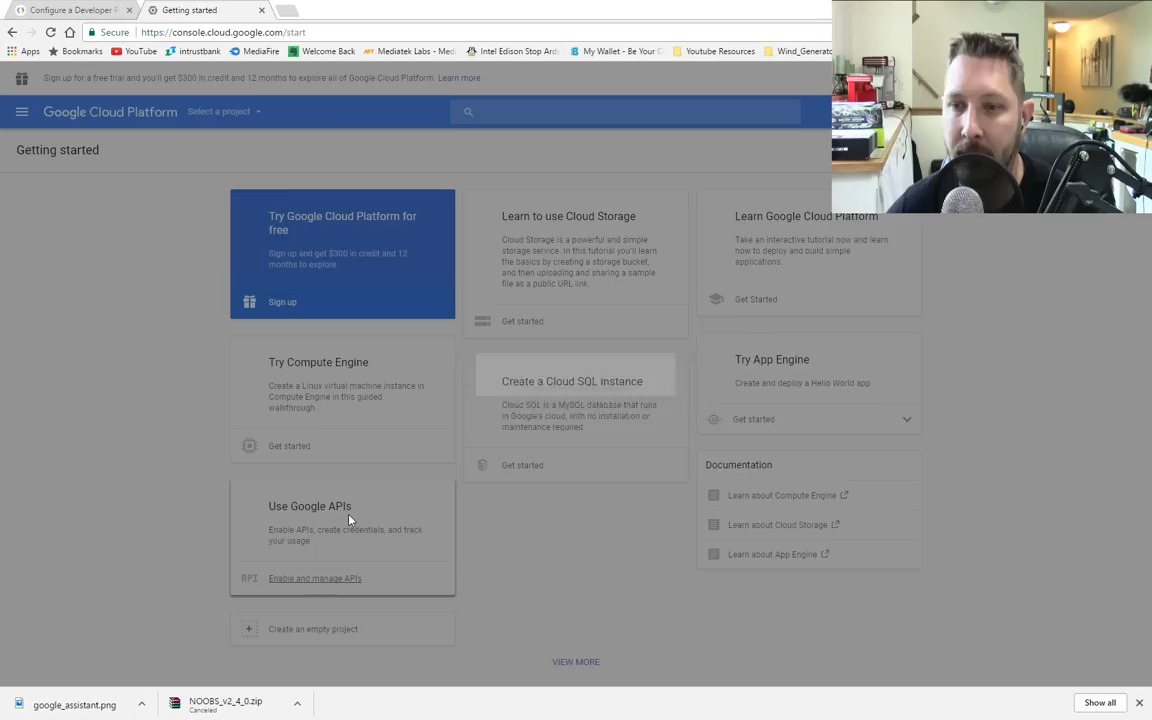 Configure a Developer P
Getting started
Secure
https://console.cloud.google.com/start
Apps
Bookmarks
YouTube
intrustbank
MediaFire
Welcome Back
Mediatek Labs - Med
Intel Edison Stop Ard
My Wallet - Be Your C
Youtube Resources
Wind_Generato
Sign up for a free trial and you'll get $300 in credit and 12 months to explore all of Google Cloud Platform. Learn more
Google Cloud Platform
Select a project
Getting started
Try Google Cloud Platform for
free
Sign up and get $300 in credit and 12
months to explore
Sign up
Learn to use Cloud Storage
Cloud Storage is a powerful and simple
storage service. In this tutorial you'll learn
the basics by creating a storage bucket,
and then uploading and sharing a sample
file as a public URL link.
Get started
Learn Google Cloud Platform
Take an interactive tutorial now and learn
how to deploy and build simple
applications.
Get Started
Try Compute Engine
Create a Linux virtual machine instance in
Compute Engine in this guided
walkthrough
Get started
Create a Cloud SQL instance
Cloud SQL is a MySQL database that runs
in Google's cloud, with no installation or
maintenance required
Get started
Try App Engine
Create and deploy a Hello World app
Get started
Use Google APIs
Enable APIs, create credentials, and track
your usage
API
Enable and manage APIs
Documentation
Learn about Compute Engine
Learn about Cloud Storage
Learn about App Engine
Create an empty project
VIEW MORE
google_assistant.png
NOOBS_v2_4_0.zip
Canceled
Show all